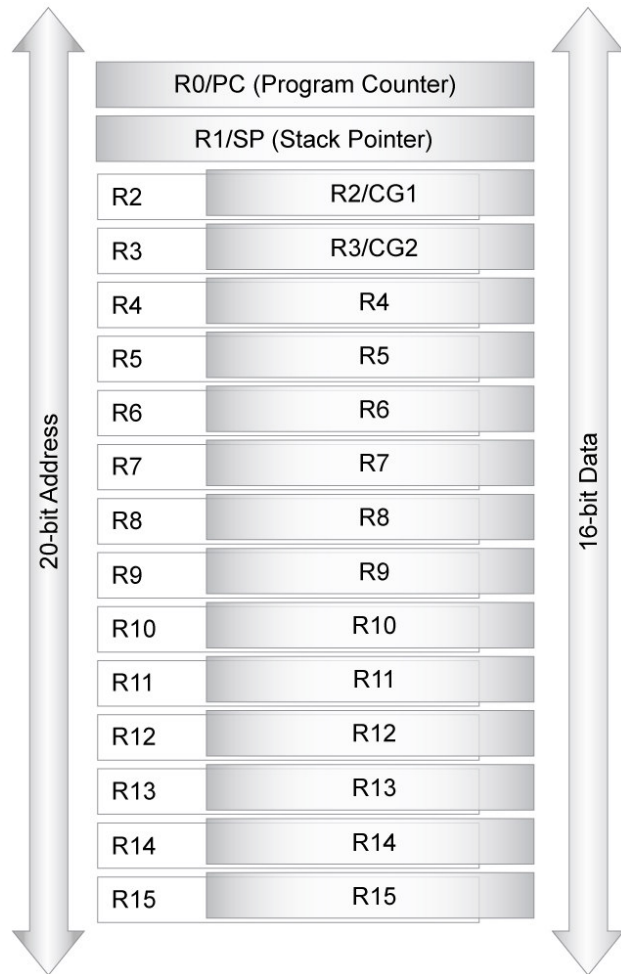 R0/PC (Program Counter)
R1/SP (Stack Pointer)
R2 R2/CG1
R3 R3/CG2
R4 R4
R5 R5
R6 R6
R7 R7
R8 R8
R9 R9
R10 R10
R11 R11
R12 R12
R13 R13
R14 R14
R15 R15
20-bit Address
16-bit Data